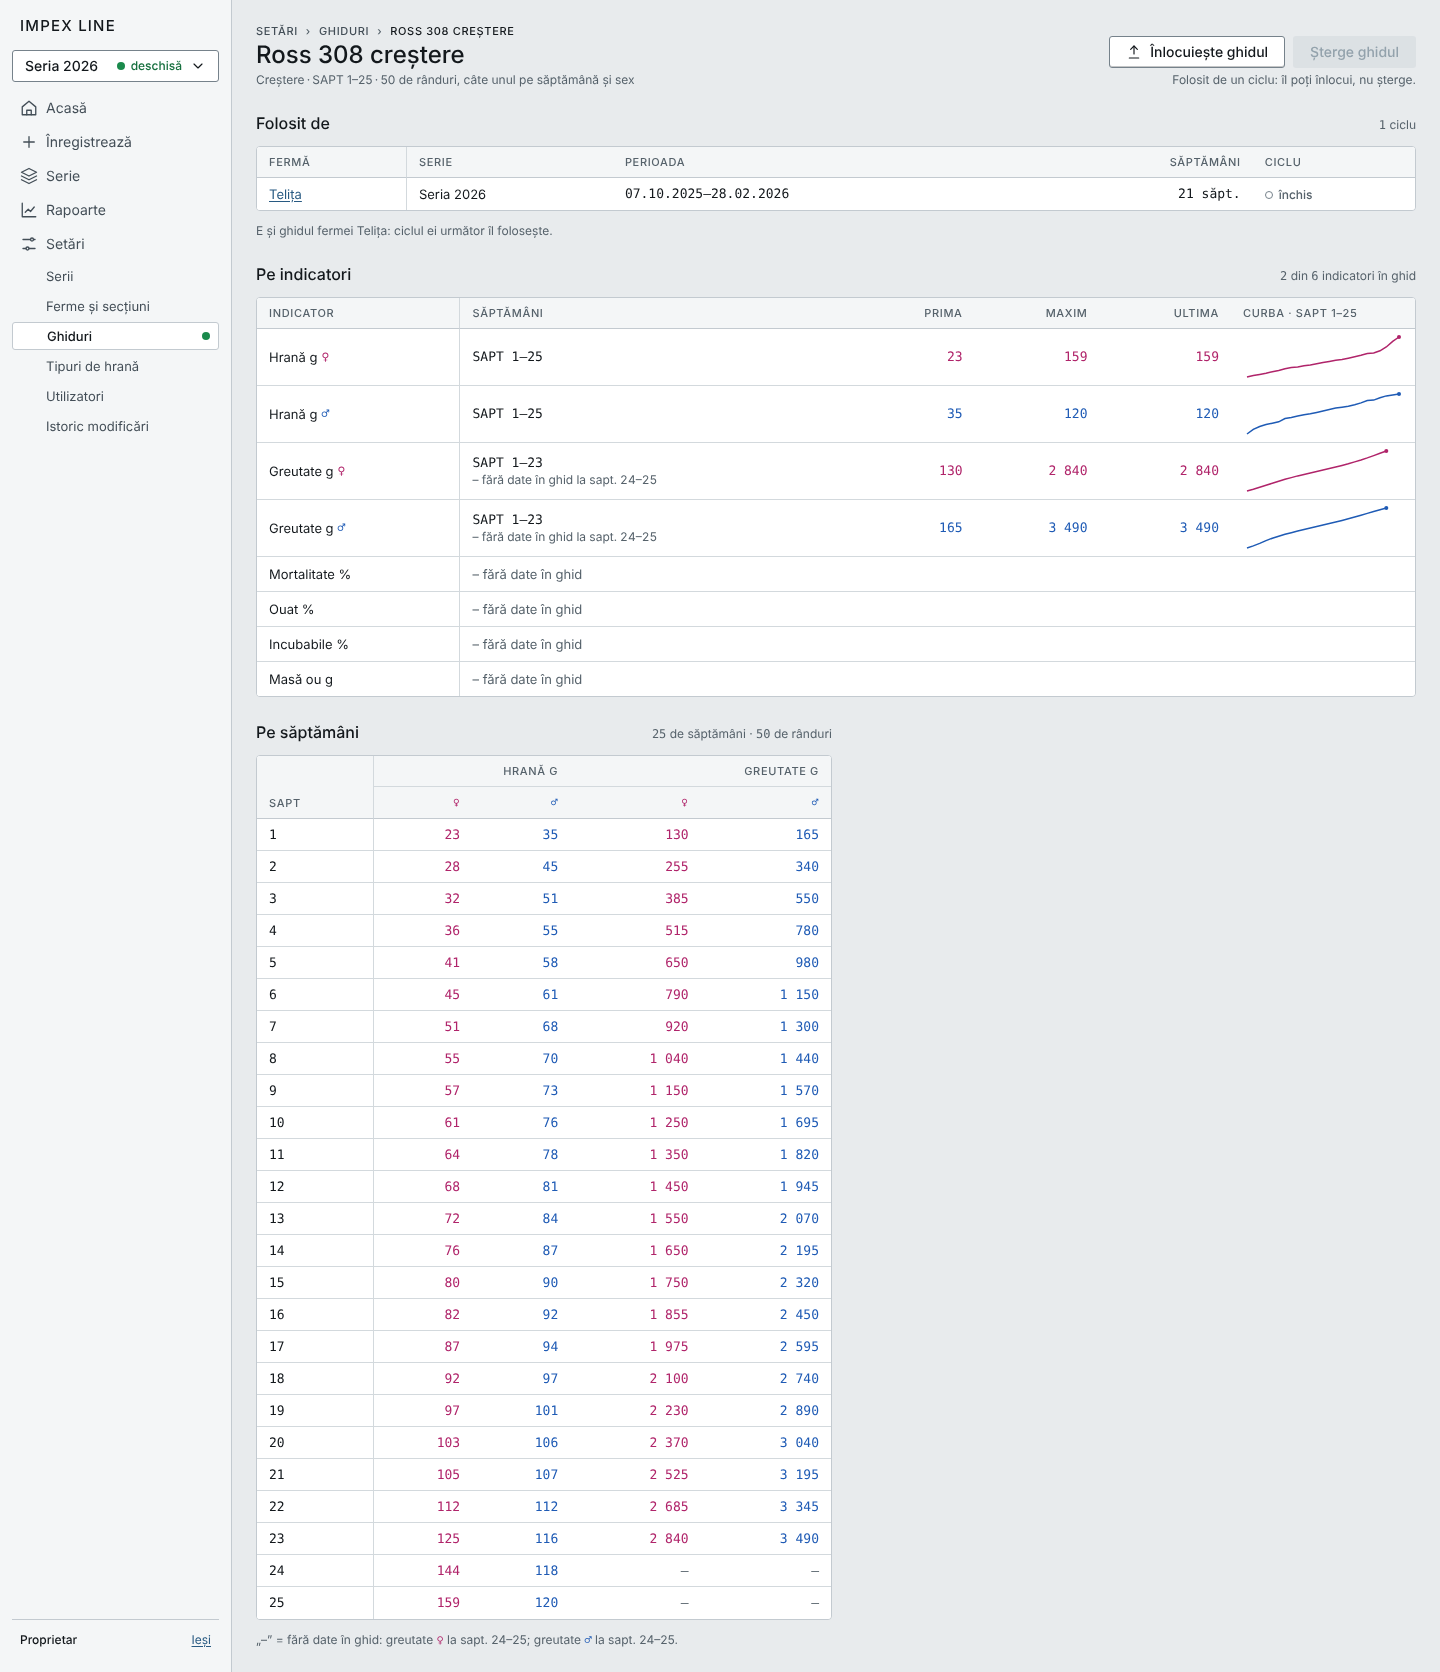 IMPEX LINE
Seria 2026 deschisă
Acasă
Înregistrează
Serie
Rapoarte
Setări
Serii
Ferme și secțiuni
Ghiduri
Tipuri de hrană
Utilizatori
Istoric modificări
Proprietar Ieși
SETĂRI › GHIDURI › ROSS 308 CREȘTERE
Ross 308 creștere
Creștere · SAPT 1–25 · 50 de rânduri, câte unul pe săptămână și sex
Înlocuiește ghidul Șterge ghidul
Folosit de un ciclu: îl poți înlocui, nu șterge.
Folosit de 1 ciclu
FERMĂ SERIE PERIOADA SĂPTĂMÂNI CICLU
Telița Seria 2026 07.10.2025–28.02.2026 21 săpt. închis
E și ghidul fermei Telița: ciclul ei următor îl folosește.
Pe indicatori 2 din 6 indicatori în ghid
INDICATOR SĂPTĂMÂNI PRIMA MAXIM ULTIMA CURBA · SAPT 1–25
Hrană g ♀ SAPT 1–25 23 159 159
Hrană g ♂ SAPT 1–25 35 120 120
Greutate g ♀ SAPT 1–23 130 2 840 2 840
– fără date în ghid la sapt. 24–25
Greutate g ♂ SAPT 1–23 165 3 490 3 490
– fără date în ghid la sapt. 24–25
Mortalitate % – fără date în ghid
Ouat % – fără date în ghid
Incubabile % – fără date în ghid
Masă ou g – fără date în ghid
Pe săptămâni 25 de săptămâni · 50 de rânduri
HRANĂ G GREUTATE G
SAPT ♀ ♂ ♀ ♂
1 23 35 130 165
2 28 45 255 340
3 32 51 385 550
4 36 55 515 780
5 41 58 650 980
6 45 61 790 1 150
7 51 68 920 1 300
8 55 70 1 040 1 440
9 57 73 1 150 1 570
10 61 76 1 250 1 695
11 64 78 1 350 1 820
12 68 81 1 450 1 945
13 72 84 1 550 2 070
14 76 87 1 650 2 195
15 80 90 1 750 2 320
16 82 92 1 855 2 450
17 87 94 1 975 2 595
18 92 97 2 100 2 740
19 97 101 2 230 2 890
20 103 106 2 370 3 040
21 105 107 2 525 3 195
22 112 112 2 685 3 345
23 125 116 2 840 3 490
24 144 118 – –
25 159 120 – –
„–” = fără date în ghid: greutate ♀ la sapt. 24–25; greutate ♂ la sapt. 24–25.